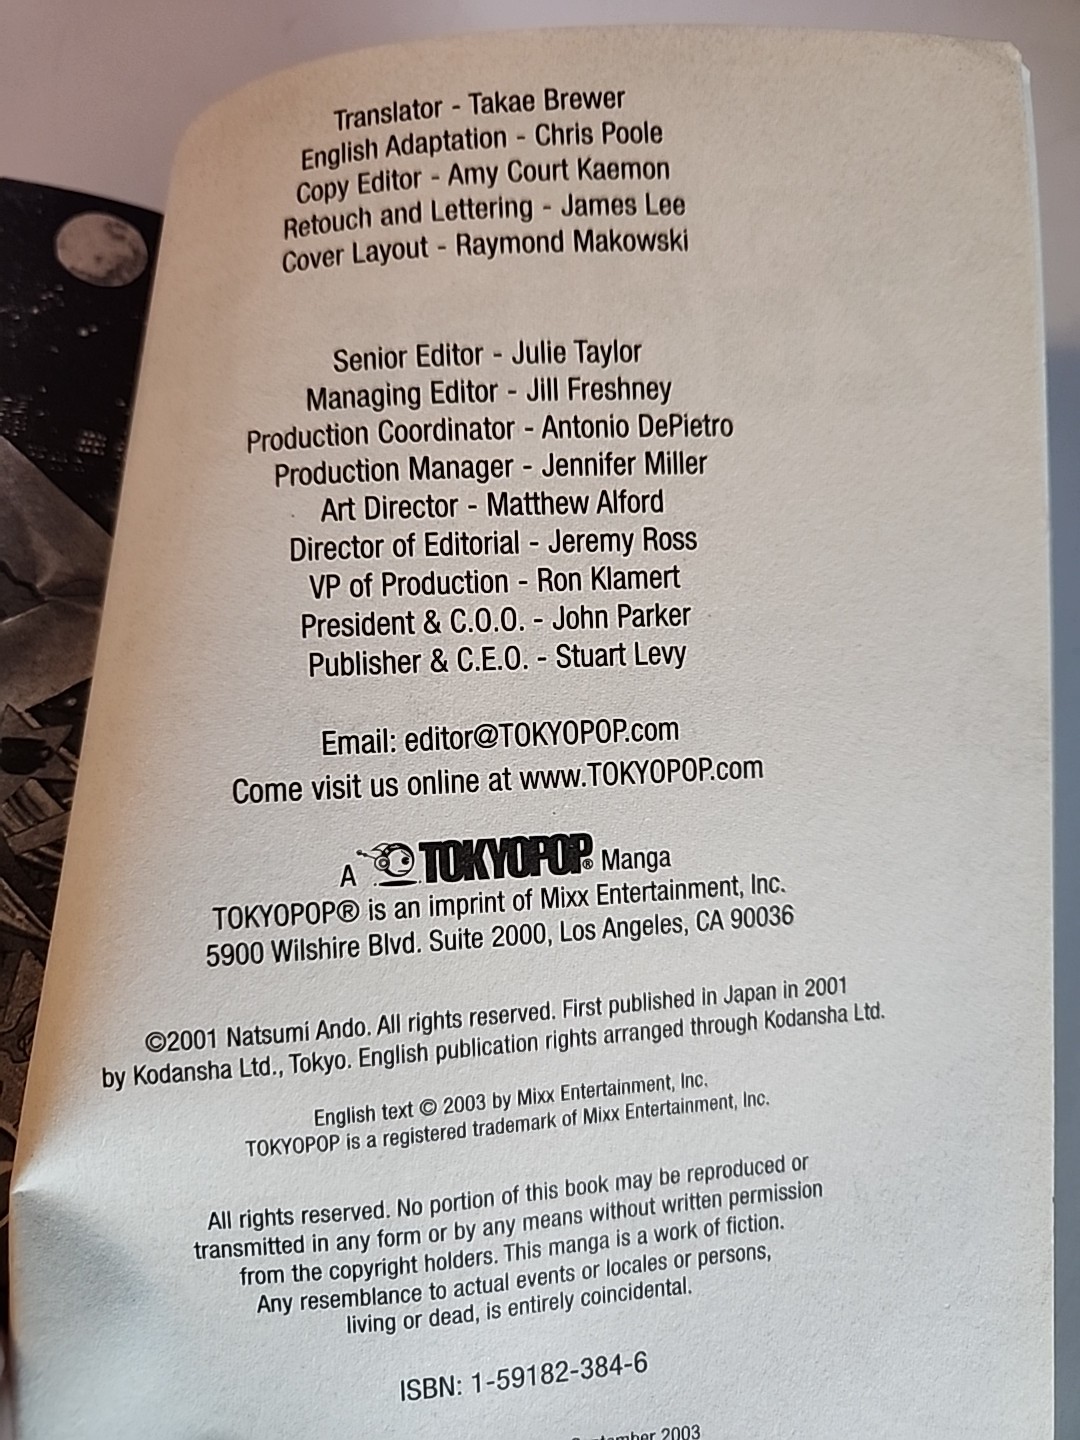 Translator - Takae Brewer
English Adaptation - Chris Poole
Copy Editor - Amy Court Kaemon
Retouch and Lettering - James Lee
Cover Layout - Raymond Makowski
Senior Editor - Julie Taylor
Managing Editor - Jill Freshney
Production Coordinator - Antonio DePietro
Production Manager - Jennifer Miller
Art Director - Matthew Alford
Director of Editorial - Jeremy Ross
VP of Production - Ron Klamert
President & C.O.O. - John Parker
Publisher & C.E.O. - Stuart Levy
Email: editor@TOKYOPOP.com
Come visit us online at www.TOKYOPOP.com
A TOKYOPOP® Manga
TOKYOPOP® is an imprint of Mixx Entertainment, Inc.
5900 Wilshire Blvd. Suite 2000, Los Angeles, CA 90036
©2001 Natsumi Ando. All rights reserved. First published in Japan in 2001
by Kodansha Ltd., Tokyo. English publication rights arranged through Kodansha Ltd.
English text © 2003 by Mixx Entertainment, Inc.
TOKYOPOP is a registered trademark of Mixx Entertainment, Inc.
All rights reserved. No portion of this book may be reproduced or
transmitted in any form or by any means without written permission
from the copyright holders. This manga is a work of fiction.
Any resemblance to actual events or locales or persons,
living or dead, is entirely coincidental.
ISBN: 1-59182-384-6
2003